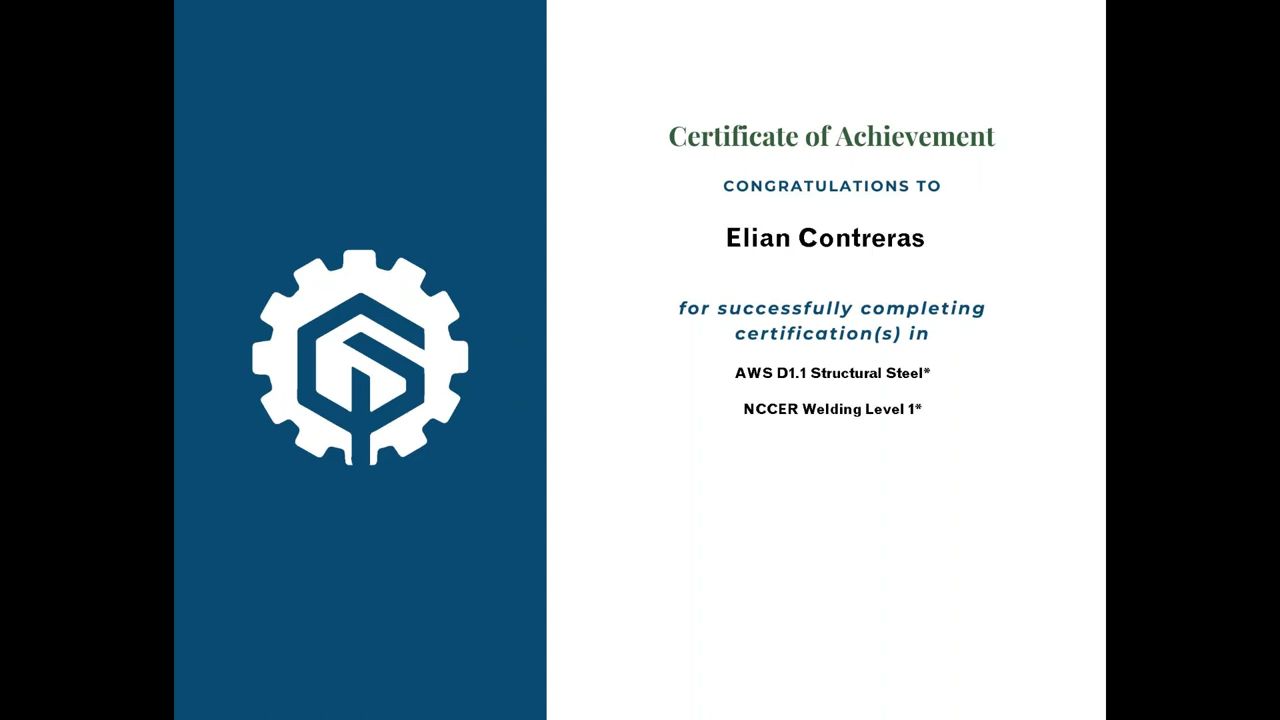 Certificate of Achievement
CONGRATULATIONS TO
Elian Contreras
for successfully completing
certification(s) in
AWS D1.1 Structural Steel*
NCCER Welding Level 1*